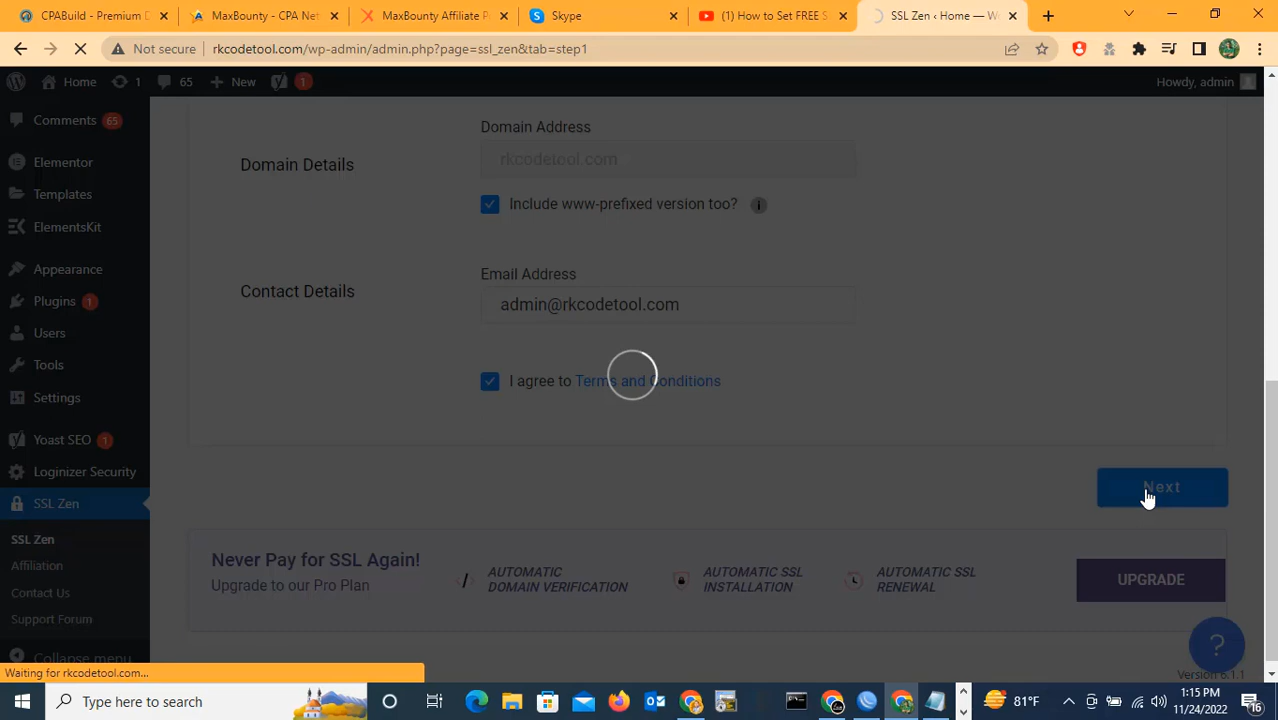 CPABuild - Premium D
MaxBounty - CPA Net
MaxBounty Affiliate P
Skype
(1) How to Set FREE S
SSL Zen ‹ Home — W
Not secure
rkcodetool.com/wp-admin/admin.php?page=ssl_zen&tab=step1
Home
1
65
New
1
Howdy, admin
Comments 65
Elementor
Templates
ElementsKit
Appearance
Plugins 1
Users
Tools
Settings
Yoast SEO 1
Loginizer Security
SSL Zen
SSL Zen
Affiliation
Contact Us
Support Forum
Collapse menu
Domain Details
Domain Address
rkcodetool.com
Include www-prefixed version too? i
Contact Details
Email Address
admin@rkcodetool.com
I agree to Terms and Conditions
Next
Never Pay for SSL Again!
Upgrade to our Pro Plan
AUTOMATIC
DOMAIN VERIFICATION
AUTOMATIC SSL
INSTALLATION
AUTOMATIC SSL
RENEWAL
UPGRADE
?
Version 6.1.1
Waiting for rkcodetool.com...
Type here to search
81°F
1:15 PM
11/24/2022
16